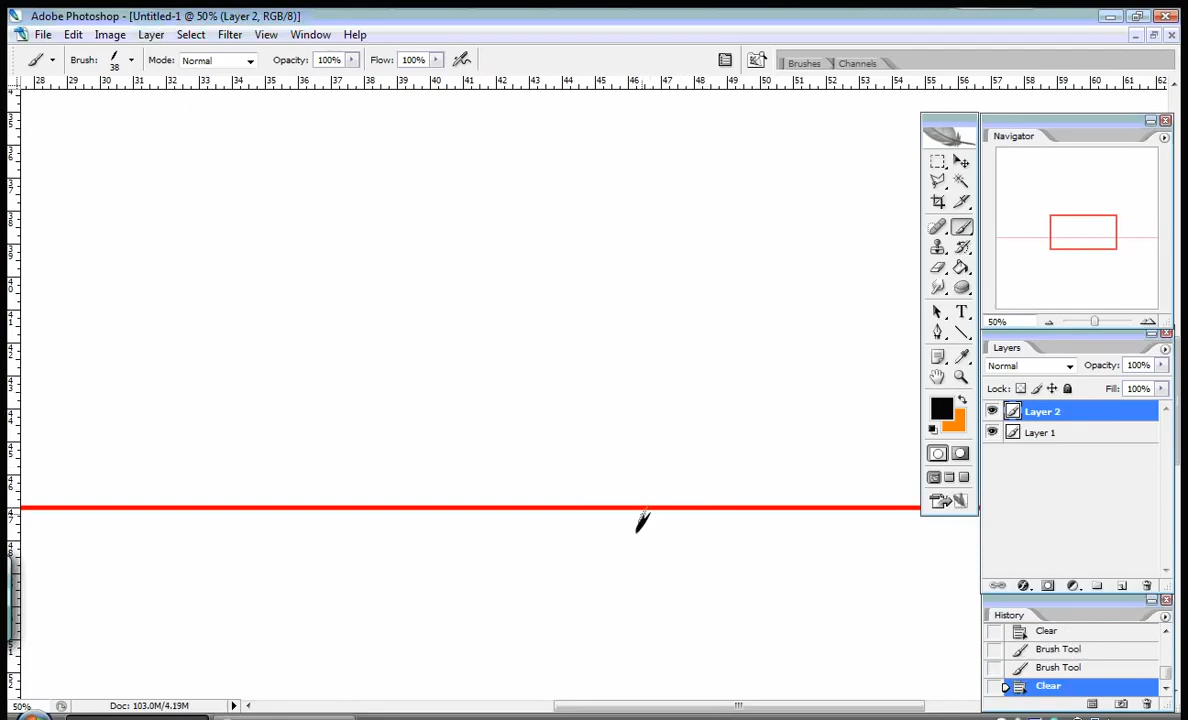 Adobe Photoshop - [Untitled-1 @ 50% (Layer 2, RGB/8)]
File Edit Image Layer Select Filter View Window Help
Brush: 38 Mode: Normal Opacity: 100% Flow: 100% Brushes Channels
28 29 30 31 32 33 34 35 36 37 38 39 40 41 42 43 44 45 46 47 48 49 50 51 52 53 54 55 56 57 58 59 60 61 62
Navigator
50%
Layers
Normal Opacity: 100%
Lock: Fill: 100%
Layer 2
Layer 1
T
History
Clear
Brush Tool
Brush Tool
Clear
50% Doc: 103.0M/4.19M